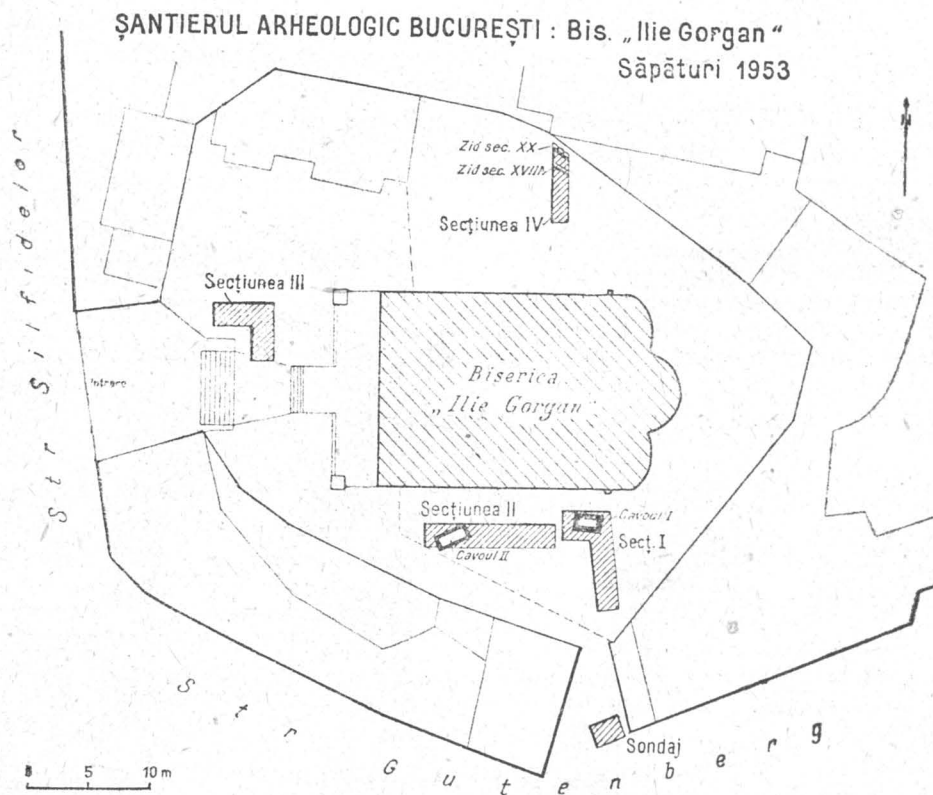 ȘANTIERUL ARHEOLOGIC BUCUREȘTI : Bis. „Ilie Gorgan“
Săpături 1953
N
Zid sec. XX
Zid sec. XVIII
Secțiunea IV
Secțiunea III
Intrare
Biserica
„Ilie Gorgan“
Secțiunea II
Cavoul I
Sect. I
Cavoul II
Str Silfidelor
Sondaj
Str Gutenberg
5 10 m